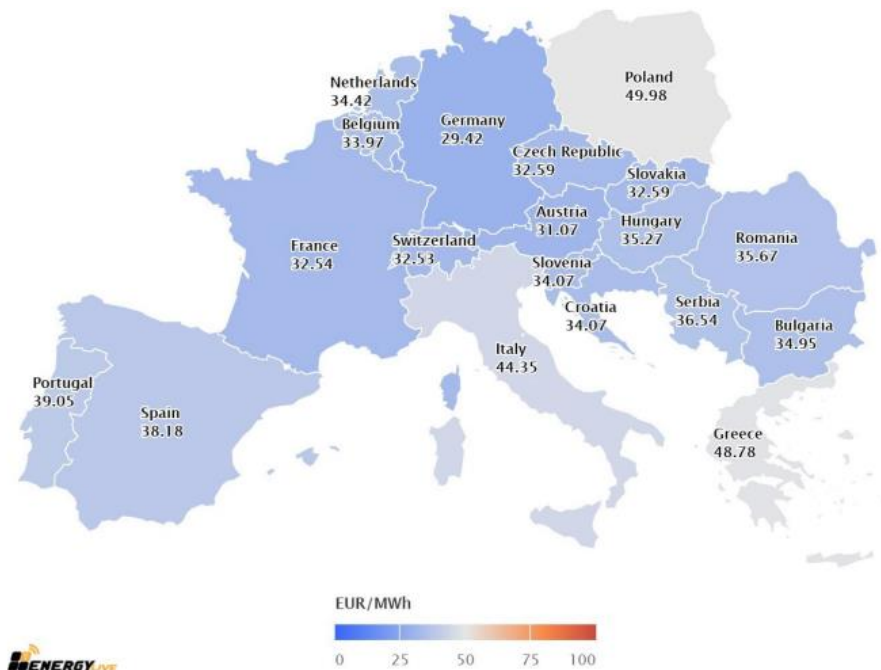 Poland
49.98
Netherlands
34.42
Germany
29.42
Belgium
33.97
Czech Republic
32.59
Slovakia
32.59
Austria
31.07
Hungary
35.27
France
32.54
Switzerland
32.53
Romania
35.67
Slovenia
34.07
Serbia
36.54
Croatia
34.07
Bulgaria
34.95
Italy
44.35
Portugal
39.05
Spain
38.18
Greece
48.78
EUR/MWh
0 25 50 75 100
ENERGY LIVE